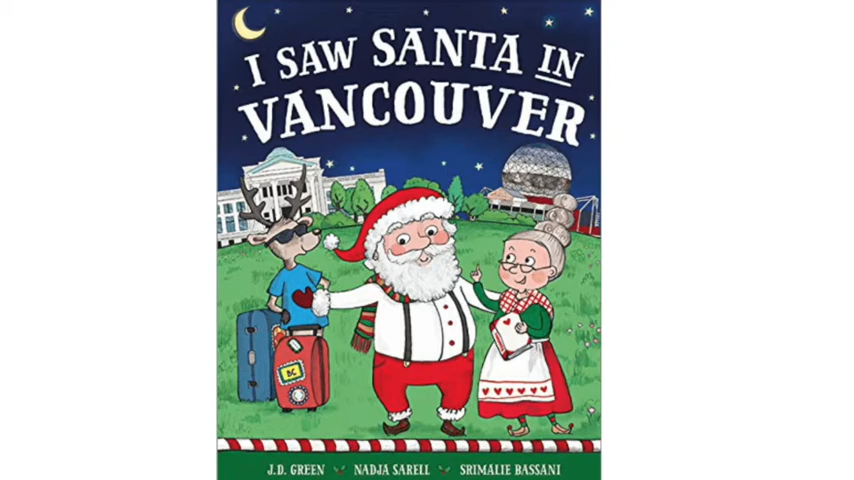 I SAW SANTA IN
VANCOUVER
BC
J.D. GREEN NADJA SARELL SRIMALIE BASSANI